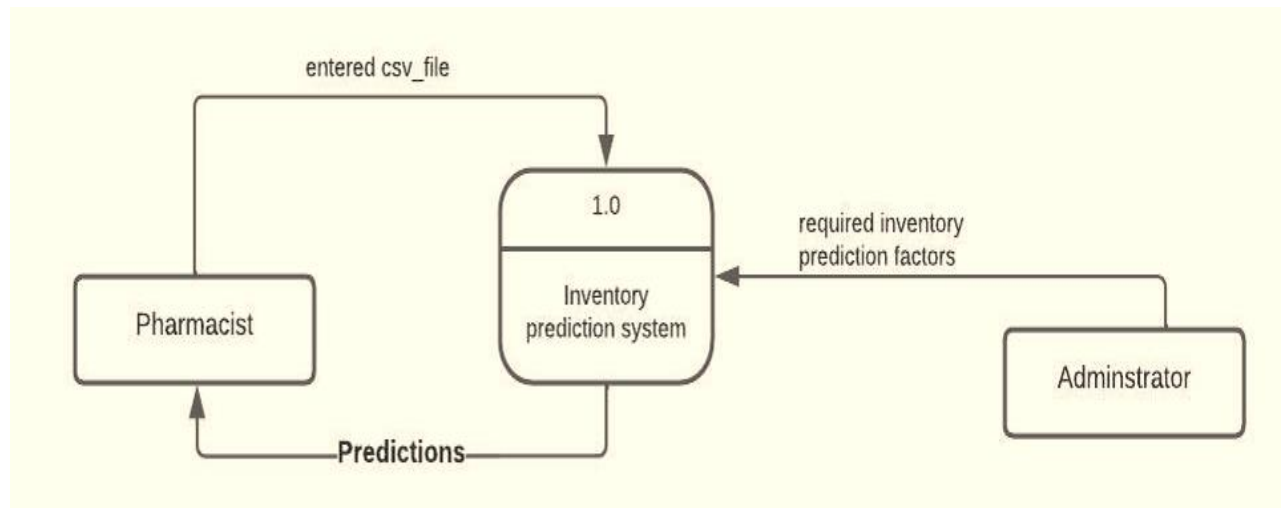 entered csv_file
1.0
required inventory
prediction factors
Inventory
prediction system
Pharmacist
Adminstrator
Predictions